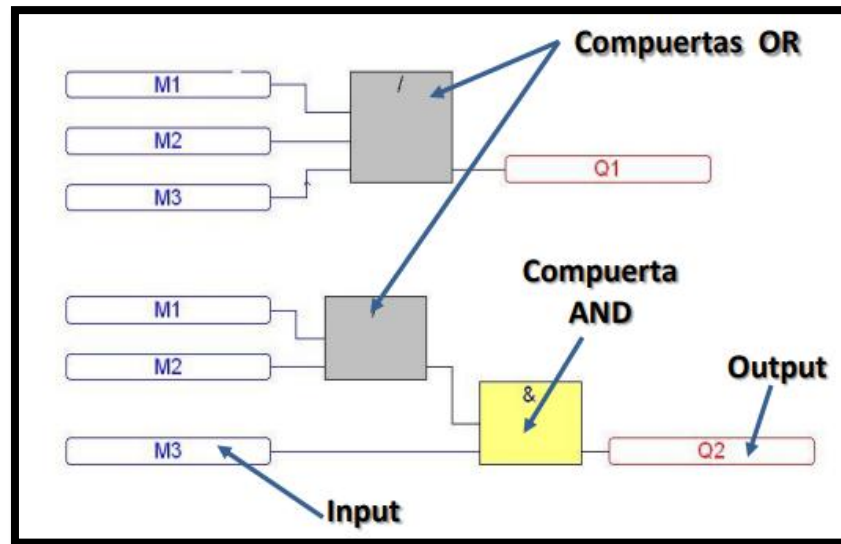 Compuertas OR
M1
/
M2
M3
Q1
Compuerta
AND
M1
/
M2
&
Output
M3
Q2
Input